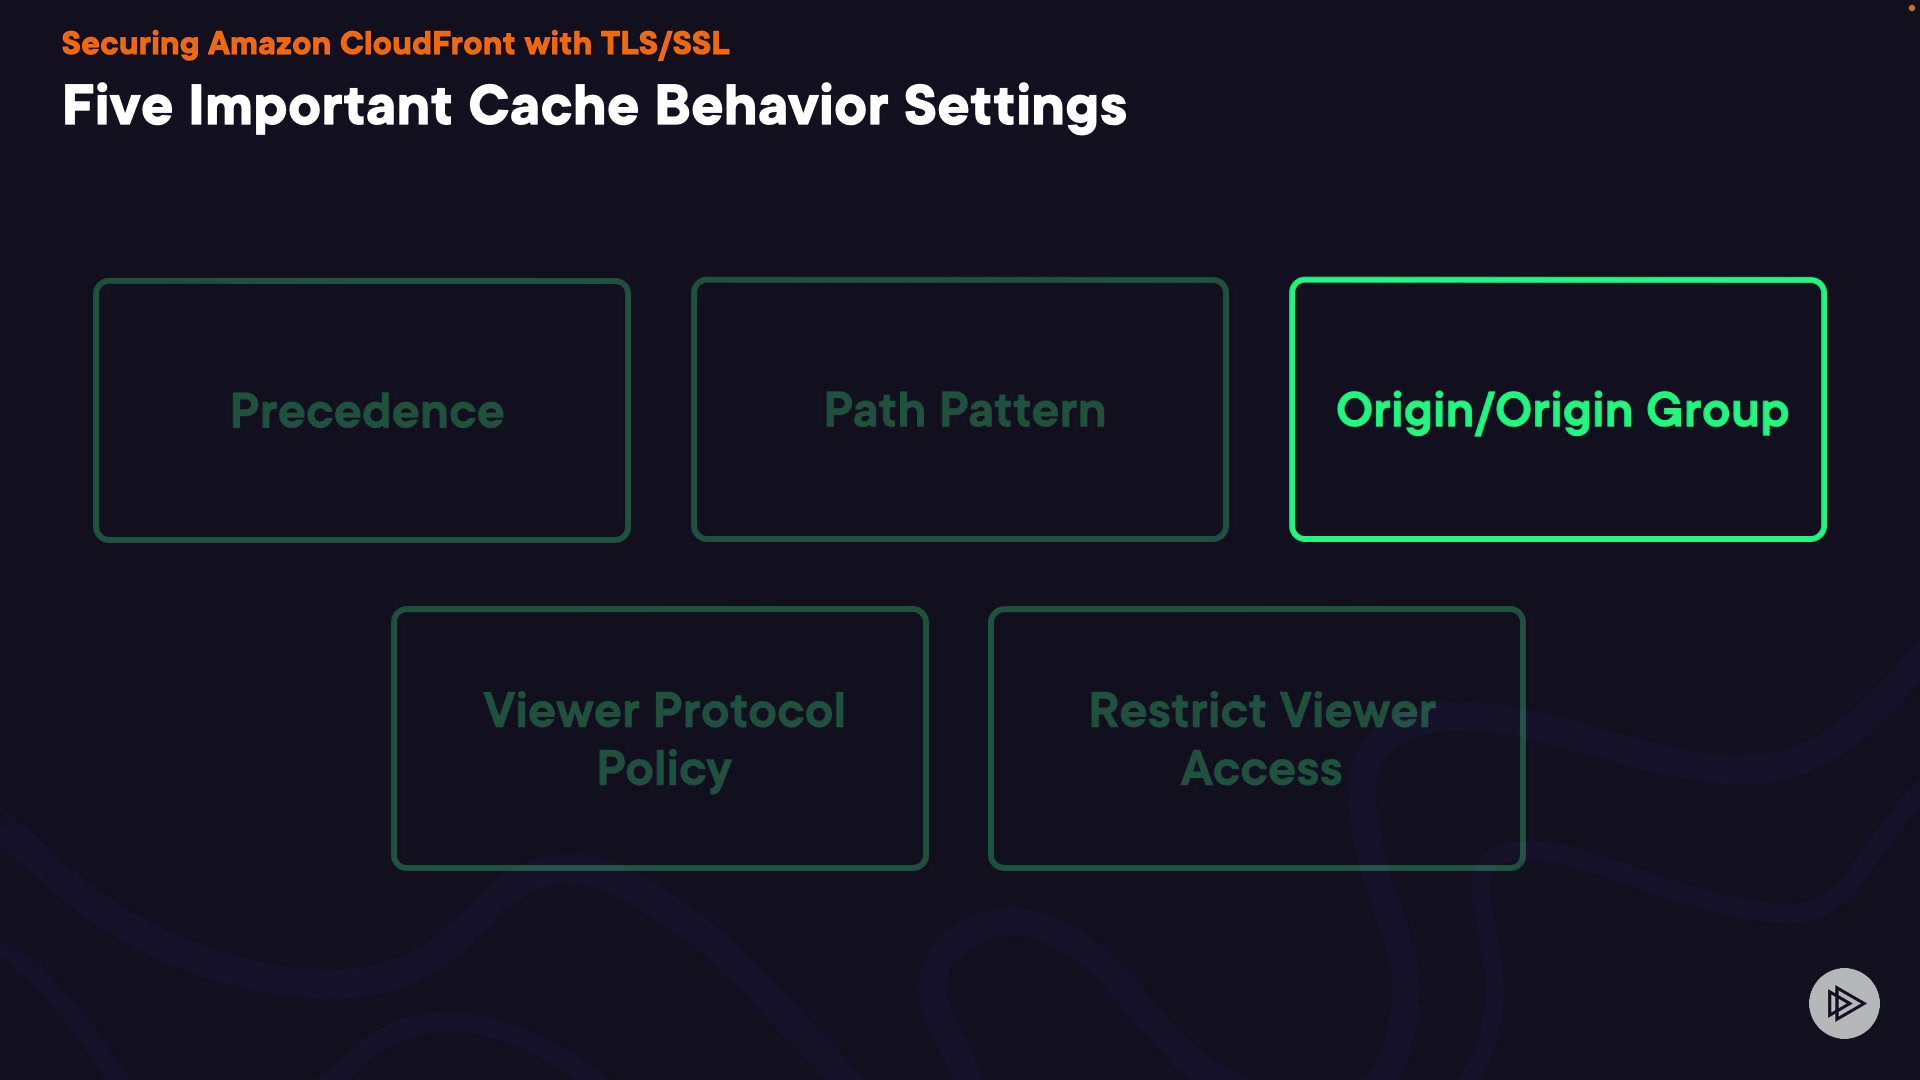 Securing Amazon CloudFront with TLS/SSL
Five Important Cache Behavior Settings
Precedence
Path Pattern
Origin/Origin Group
Viewer Protocol
Policy
Restrict Viewer
Access